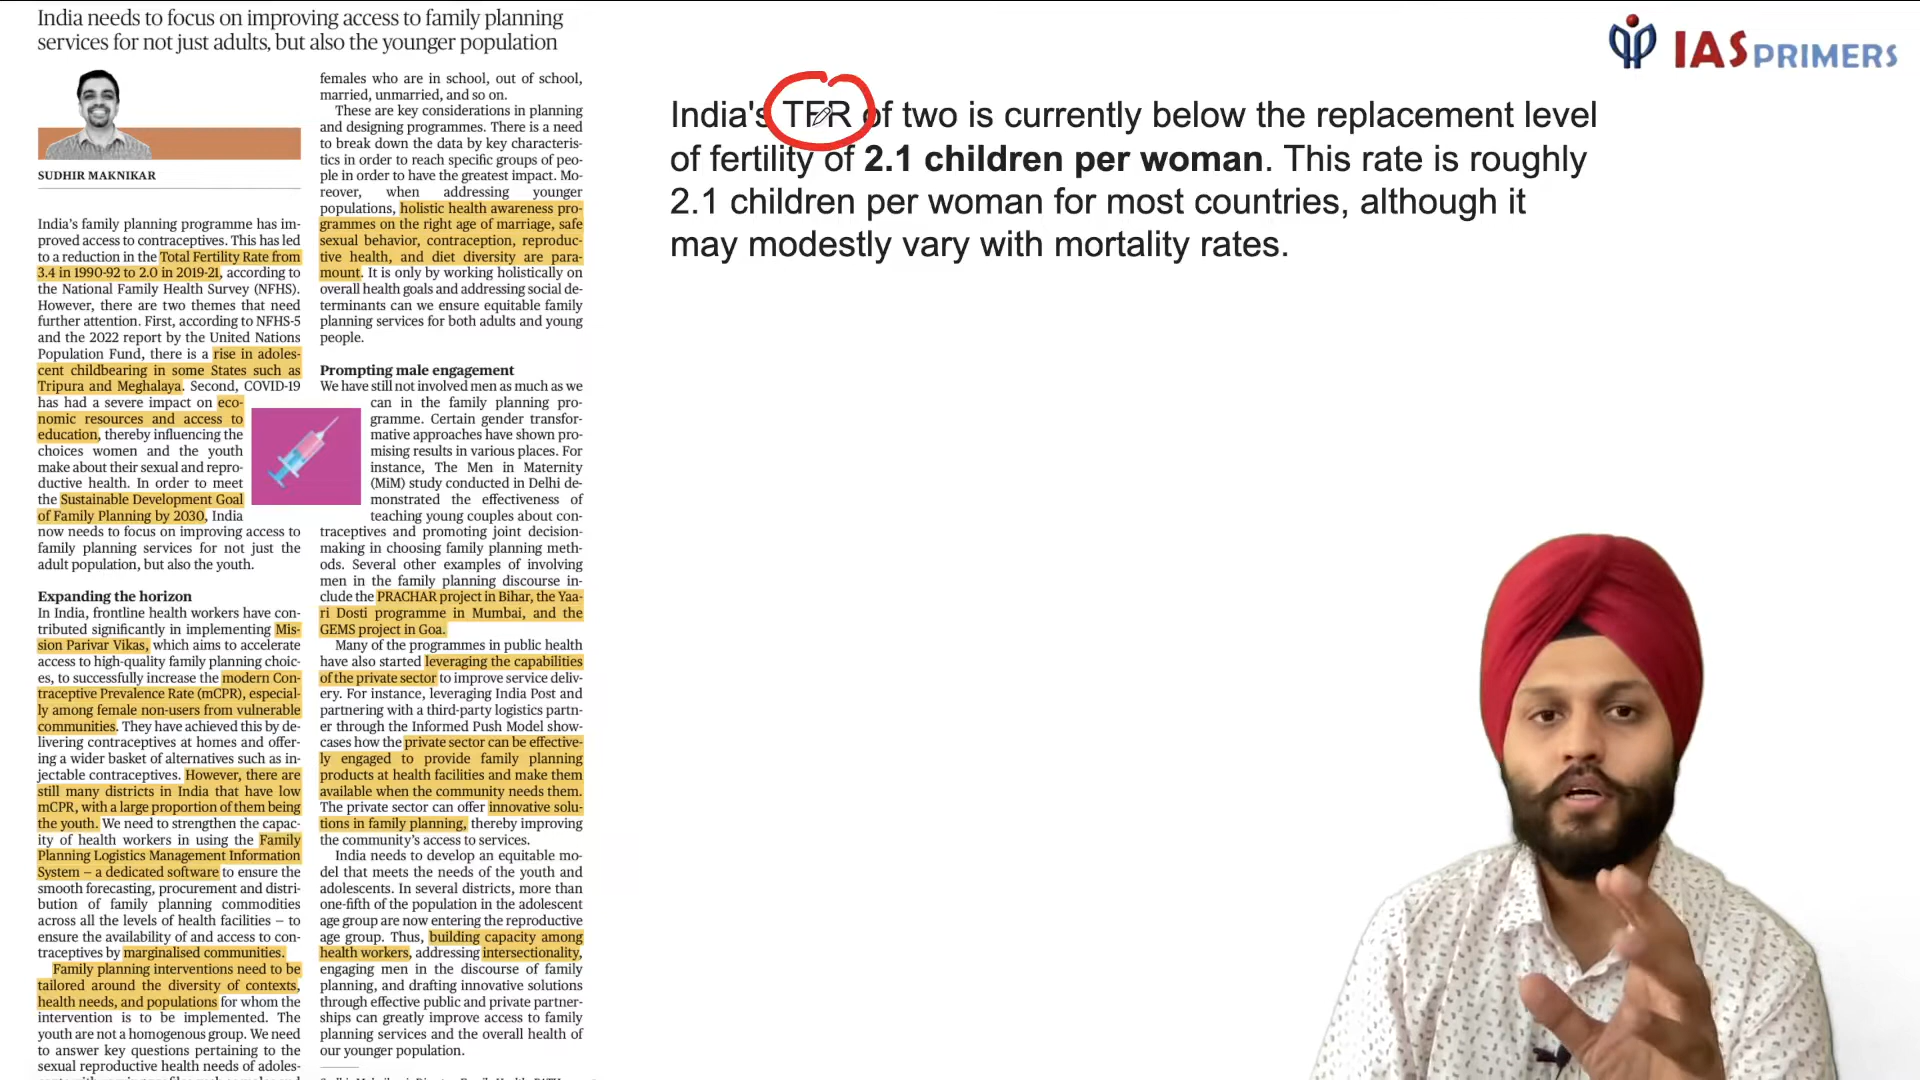 India needs to focus on improving access to family planning
services for not just adults, but also the younger population
SUDHIR MAKNIKAR
India's family planning programme has im-
proved access to contraceptives. This has led
to a reduction in the Total Fertility Rate from
3.4 in 1990-92 to 2.0 in 2019-21, according to
the National Family Health Survey (NFHS).
However, there are two themes that need
further attention. First, according to NFHS-5
and the 2022 report by the United Nations
Population Fund, there is a rise in adoles-
cent childbearing in some States such as
Tripura and Meghalaya. Second, COVID-19
has had a severe impact on eco-
nomic resources and access to
education, thereby influencing the
choices women and the youth
make about their sexual and repro-
ductive health. In order to meet
the Sustainable Development Goal
of Family Planning by 2030, India
now needs to focus on improving access to
family planning services for not just the
adult population, but also the youth.
Expanding the horizon
In India, frontline health workers have con-
tributed significantly in implementing Mis-
sion Parivar Vikas, which aims to accelerate
access to high-quality family planning choic-
es, to successfully increase the modern Con-
traceptive Prevalence Rate (mCPR), especial-
ly among female non-users from vulnerable
communities. They have achieved this by de-
livering contraceptives at homes and offer-
ing a wider basket of alternatives such as in-
jectable contraceptives. However, there are
still many districts in India that have low
mCPR, with a large proportion of them being
the youth. We need to strengthen the capac-
ity of health workers in using the Family
Planning Logistics Management Information
System – a dedicated software to ensure the
smooth forecasting, procurement and distri-
bution of family planning commodities
across all the levels of health facilities – to
ensure the availability of and access to con-
traceptives by marginalised communities.
Family planning interventions need to be
tailored around the diversity of contexts,
health needs, and populations for whom the
intervention is to be implemented. The
youth are not a homogenous group. We need
to answer key questions pertaining to the
sexual reproductive health needs of adoles-
females who are in school, out of school,
married, unmarried, and so on.
These are key considerations in planning
and designing programmes. There is a need
to break down the data by key characteris-
tics in order to reach specific groups of peo-
ple in order to have the greatest impact. Mo-
reover, when addressing younger
populations, holistic health awareness pro-
grammes on the right age of marriage, safe
sexual behavior, contraception, reproduc-
tive health, and diet diversity are para-
mount. It is only by working holistically on
overall health goals and addressing social de-
terminants can we ensure equitable family
planning services for both adults and young
people.
Prompting male engagement
We have still not involved men as much as we
can in the family planning pro-
gramme. Certain gender transfor-
mative approaches have shown pro-
mising results in various places. For
instance, The Men in Maternity
(MiM) study conducted in Delhi de-
monstrated the effectiveness of
teaching young couples about con-
traceptives and promoting joint decision-
making in choosing family planning meth-
ods. Several other examples of involving
men in the family planning discourse in-
clude the PRACHAR project in Bihar, the Yaa-
ri Dosti programme in Mumbai, and the
GEMS project in Goa.
Many of the programmes in public health
have also started leveraging the capabilities
of the private sector to improve service deliv-
ery. For instance, leveraging India Post and
partnering with a third-party logistics partn-
er through the Informed Push Model show-
cases how the private sector can be effective-
ly engaged to provide family planning
products at health facilities and make them
available when the community needs them.
The private sector can offer innovative solu-
tions in family planning, thereby improving
the community's access to services.
India needs to develop an equitable mo-
del that meets the needs of the youth and
adolescents. In several districts, more than
one-fifth of the population in the adolescent
age group are now entering the reproductive
age group. Thus, building capacity among
health workers, addressing intersectionality,
engaging men in the discourse of family
planning, and drafting innovative solutions
through effective public and private partner-
ships can greatly improve access to family
planning services and the overall health of
our younger population.
IAS PRIMERS
India's TFR of two is currently below the replacement level
of fertility of 2.1 children per woman. This rate is roughly
2.1 children per woman for most countries, although it
may modestly vary with mortality rates.